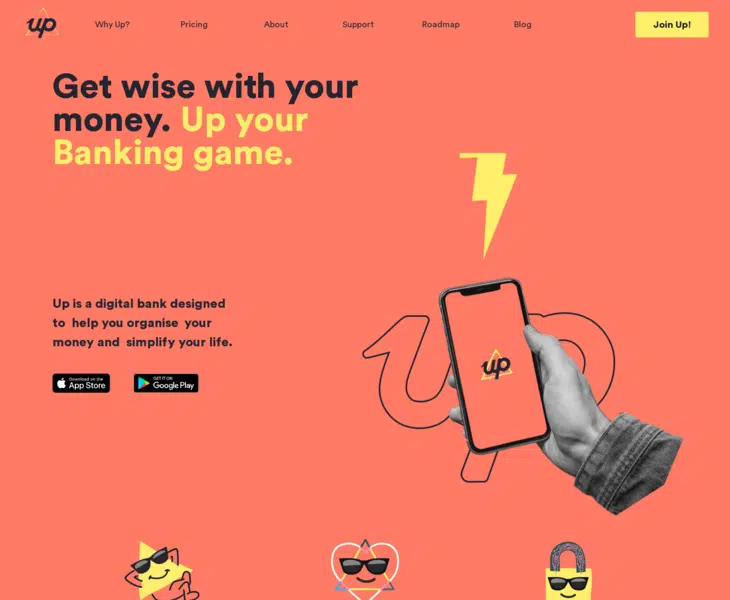 up
Why Up?
Pricing
About
Support
Roadmap
Blog
Join Up!
Get wise with your
money. Up your
Banking game.
Up is a digital bank designed
to help you organise your
money and simplify your life.
Download on the
App Store
GET IT ON
Google Play
up
up